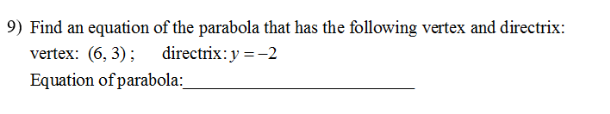 9) Find an equation of the parabola that has the following vertex and directrix:
vertex: (6, 3) ; directrix: y = −2
Equation of parabola: